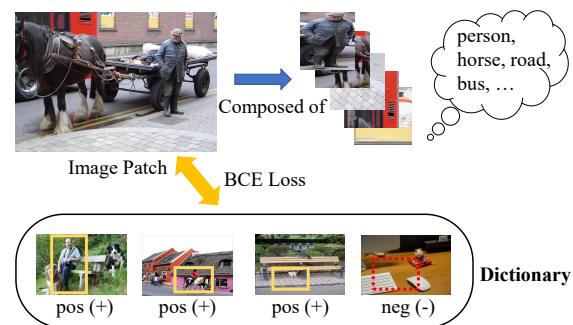 person,
horse, road,
bus, …
Composed of
Image Patch
BCE Loss
Dictionary
pos (+)
pos (+)
pos (+)
neg (-)